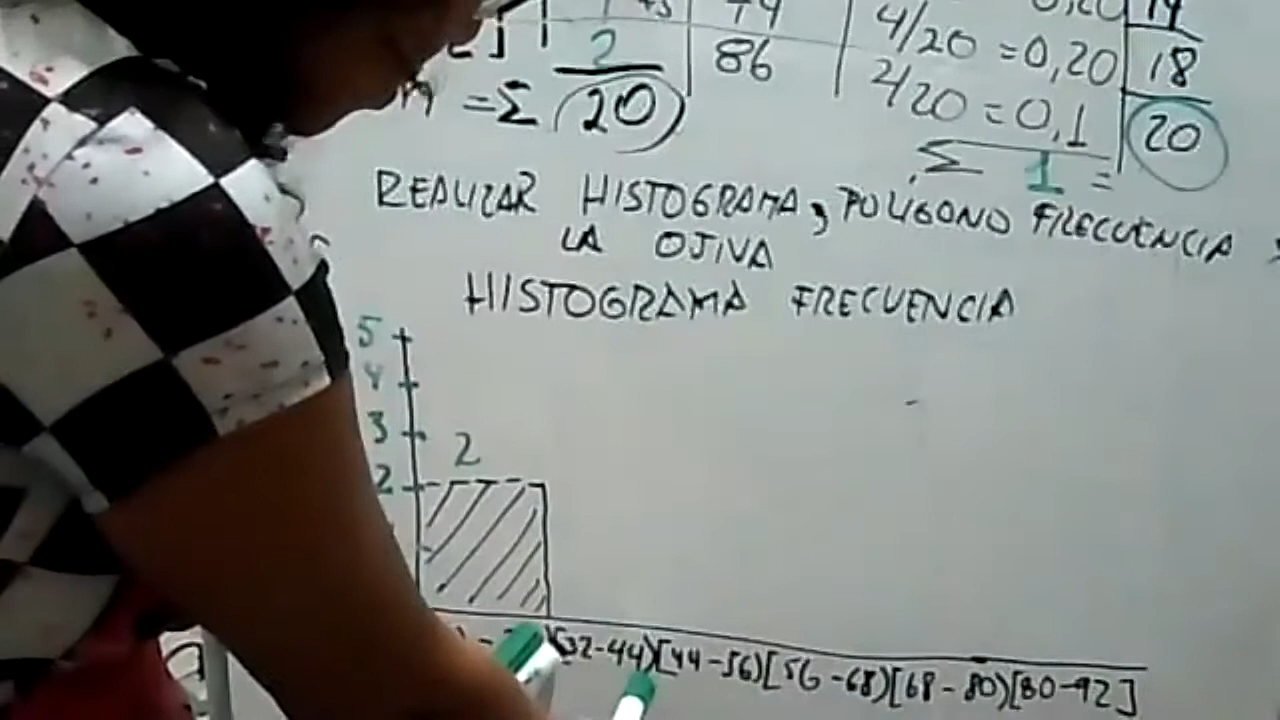 2 86 4/20 =0,20 18
=Σ 20 2/20 =0,1 20
Σ 1 =
REALIZAR HISTOGRAMA, POLIGONO FRECUENCIA
LA OJIVA
HISTOGRAMA FRECUENCIA
5
4
3
2
2
32-44)[44-56)[56-68)[68-80)[80-92]